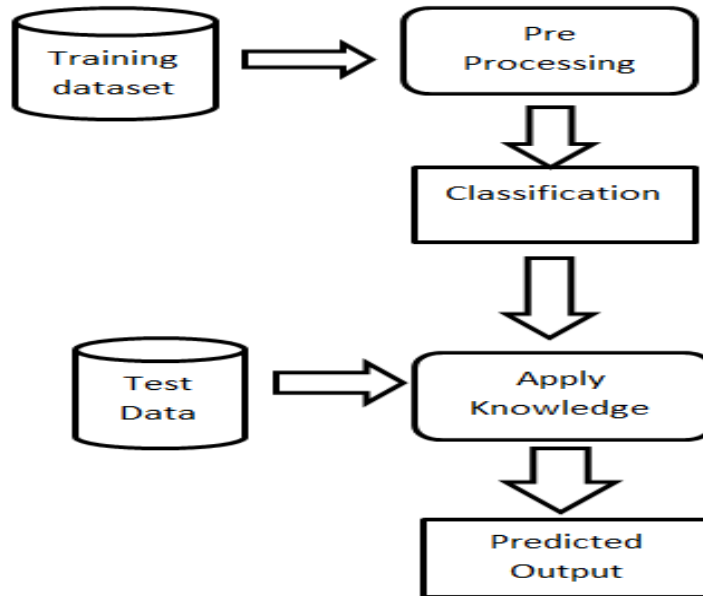 Training
dataset
Pre
Processing
Classification
Test
Data
Apply
Knowledge
Predicted
Output